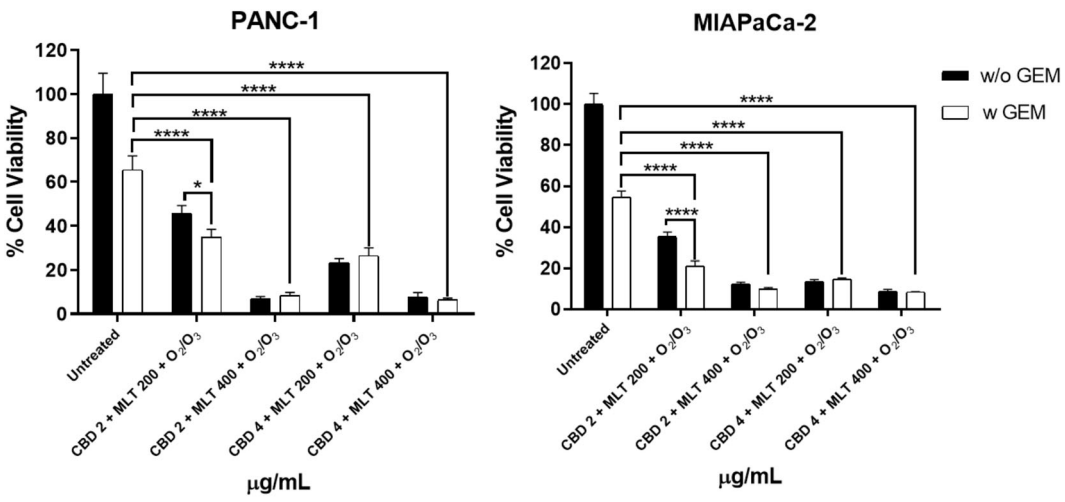 PANC-1
120
100
80
60
40
20
0
% Cell Viability
****
****
****
****
*
Untreated
CBD 2 + MLT 200 + O₂/O₃
CBD 2 + MLT 400 + O₂/O₃
CBD 4 + MLT 200 + O₂/O₃
CBD 4 + MLT 400 + O₂/O₃
μg/mL
MIAPaCa-2
120
100
80
60
40
20
0
% Cell Viability
****
****
****
****
****
Untreated
CBD 2 + MLT 200 + O₂/O₃
CBD 2 + MLT 400 + O₂/O₃
CBD 4 + MLT 200 + O₂/O₃
CBD 4 + MLT 400 + O₂/O₃
μg/mL
w/o GEM
w GEM